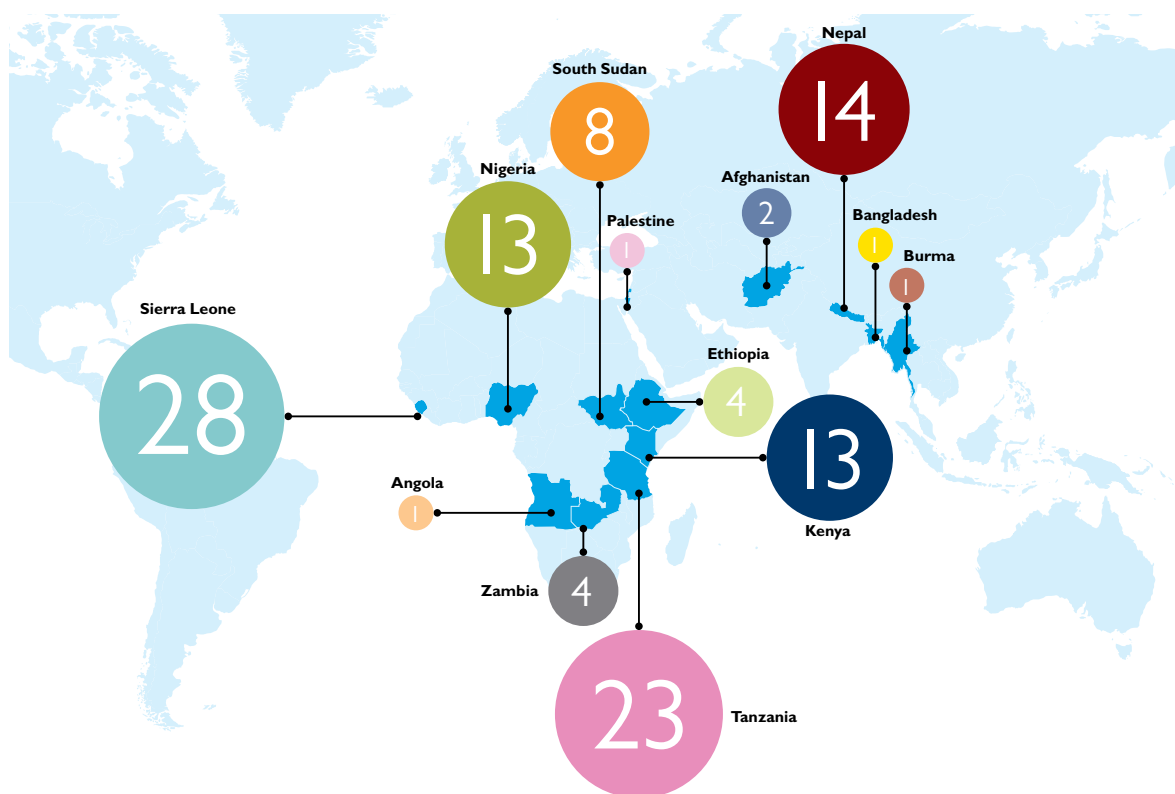 Nepal
14
South Sudan
8
Nigeria
13
Afghanistan
2
Palestine
1
Bangladesh
1
Burma
1
Sierra Leone
28
Ethiopia
4
13
Kenya
Angola
1
Zambia
4
23
Tanzania